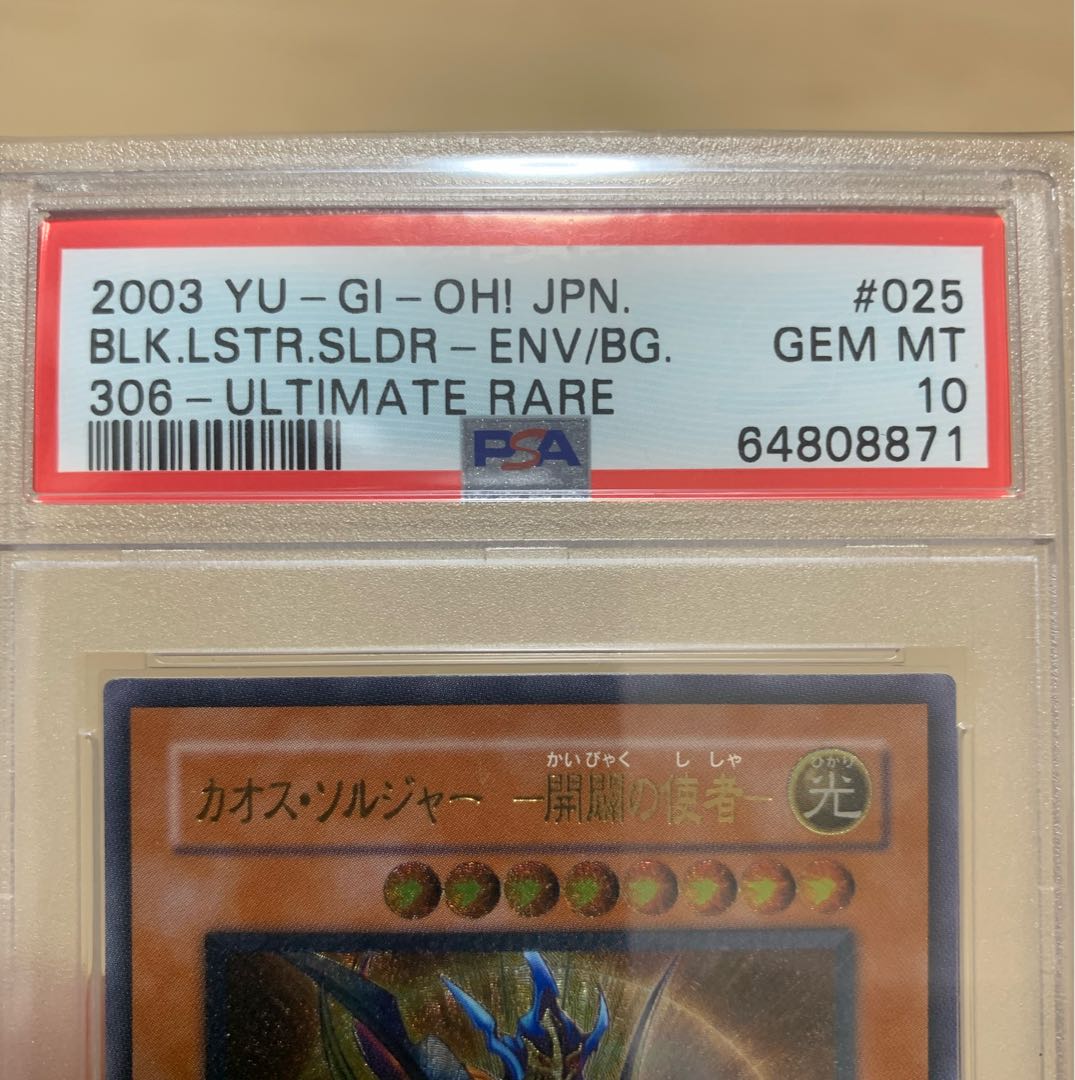 2003 YU-GI-OH! JPN. #025
BLK.LSTR.SLDR-ENV/BG. GEM MT
306-ULTIMATE RARE 10
PSA 64808871
かいびゃく ししゃ ひかり
カオス・ソルジャー －開闢の使者－ 光